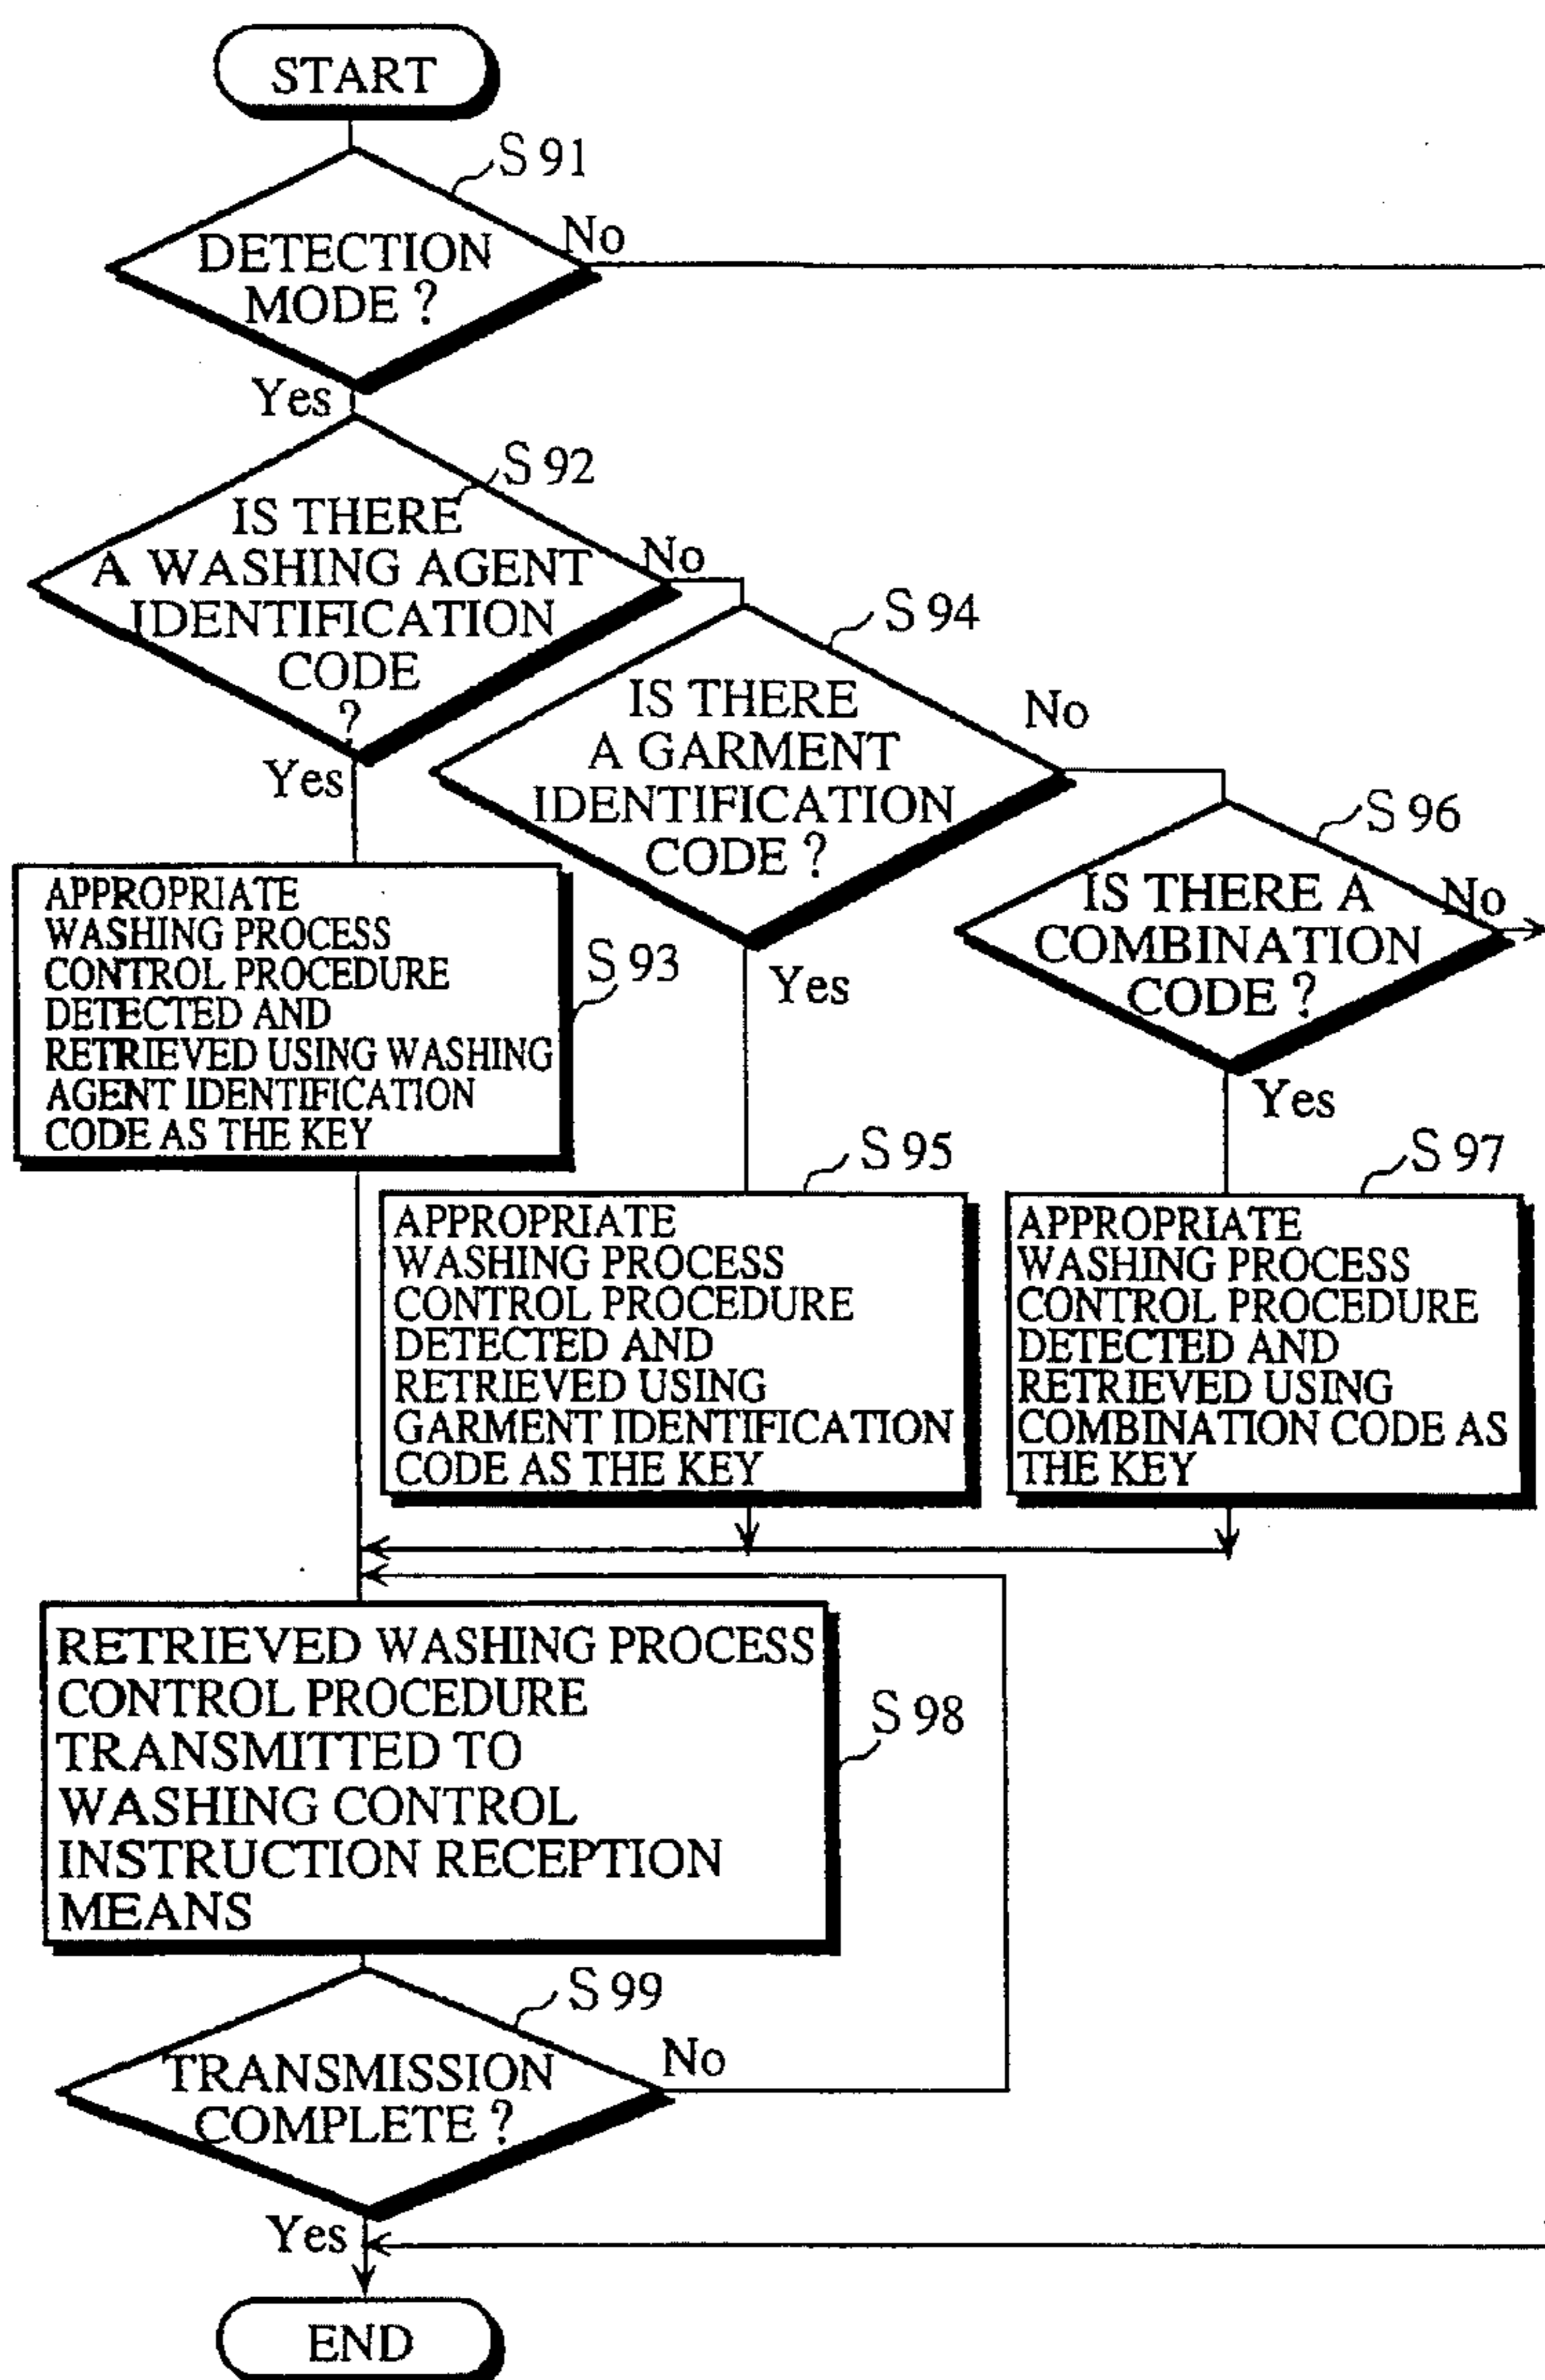 START
S91
DETECTION
MODE ?
No
Yes
S92
IS THERE
A WASHING AGENT
IDENTIFICATION
CODE
?
No
Yes
S94
IS THERE
A GARMENT
IDENTIFICATION
CODE ?
No
Yes
S96
IS THERE A
COMBINATION
CODE ?
No
Yes
APPROPRIATE
WASHING PROCESS
CONTROL PROCEDURE
DETECTED AND
RETRIEVED USING WASHING
AGENT IDENTIFICATION
CODE AS THE KEY
S93
S95
APPROPRIATE
WASHING PROCESS
CONTROL PROCEDURE
DETECTED AND
RETRIEVED USING
GARMENT IDENTIFICATION
CODE AS THE KEY
S97
APPROPRIATE
WASHING PROCESS
CONTROL PROCEDURE
DETECTED AND
RETRIEVED USING
COMBINATION CODE AS
THE KEY
RETRIEVED WASHING PROCESS
CONTROL PROCEDURE
TRANSMITTED TO
WASHING CONTROL
INSTRUCTION RECEPTION
MEANS
S98
S99
TRANSMISSION
COMPLETE ?
No
Yes
END